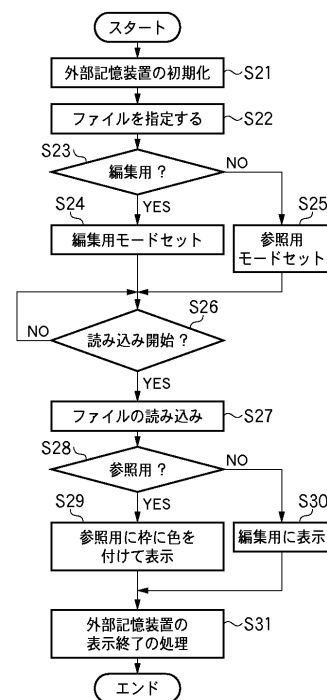 スタート
外部記憶装置の初期化
S21
ファイルを指定する
S22
S23
編集用？
NO
YES
S24
編集用モードセット
S25
参照用
モードセット
S26
読み込み開始？
NO
YES
ファイルの読み込み
S27
S28
参照用？
NO
YES
S29
参照用に枠に色を
付けて表示
S30
編集用に表示
外部記憶装置の
表示終了の処理
S31
エンド